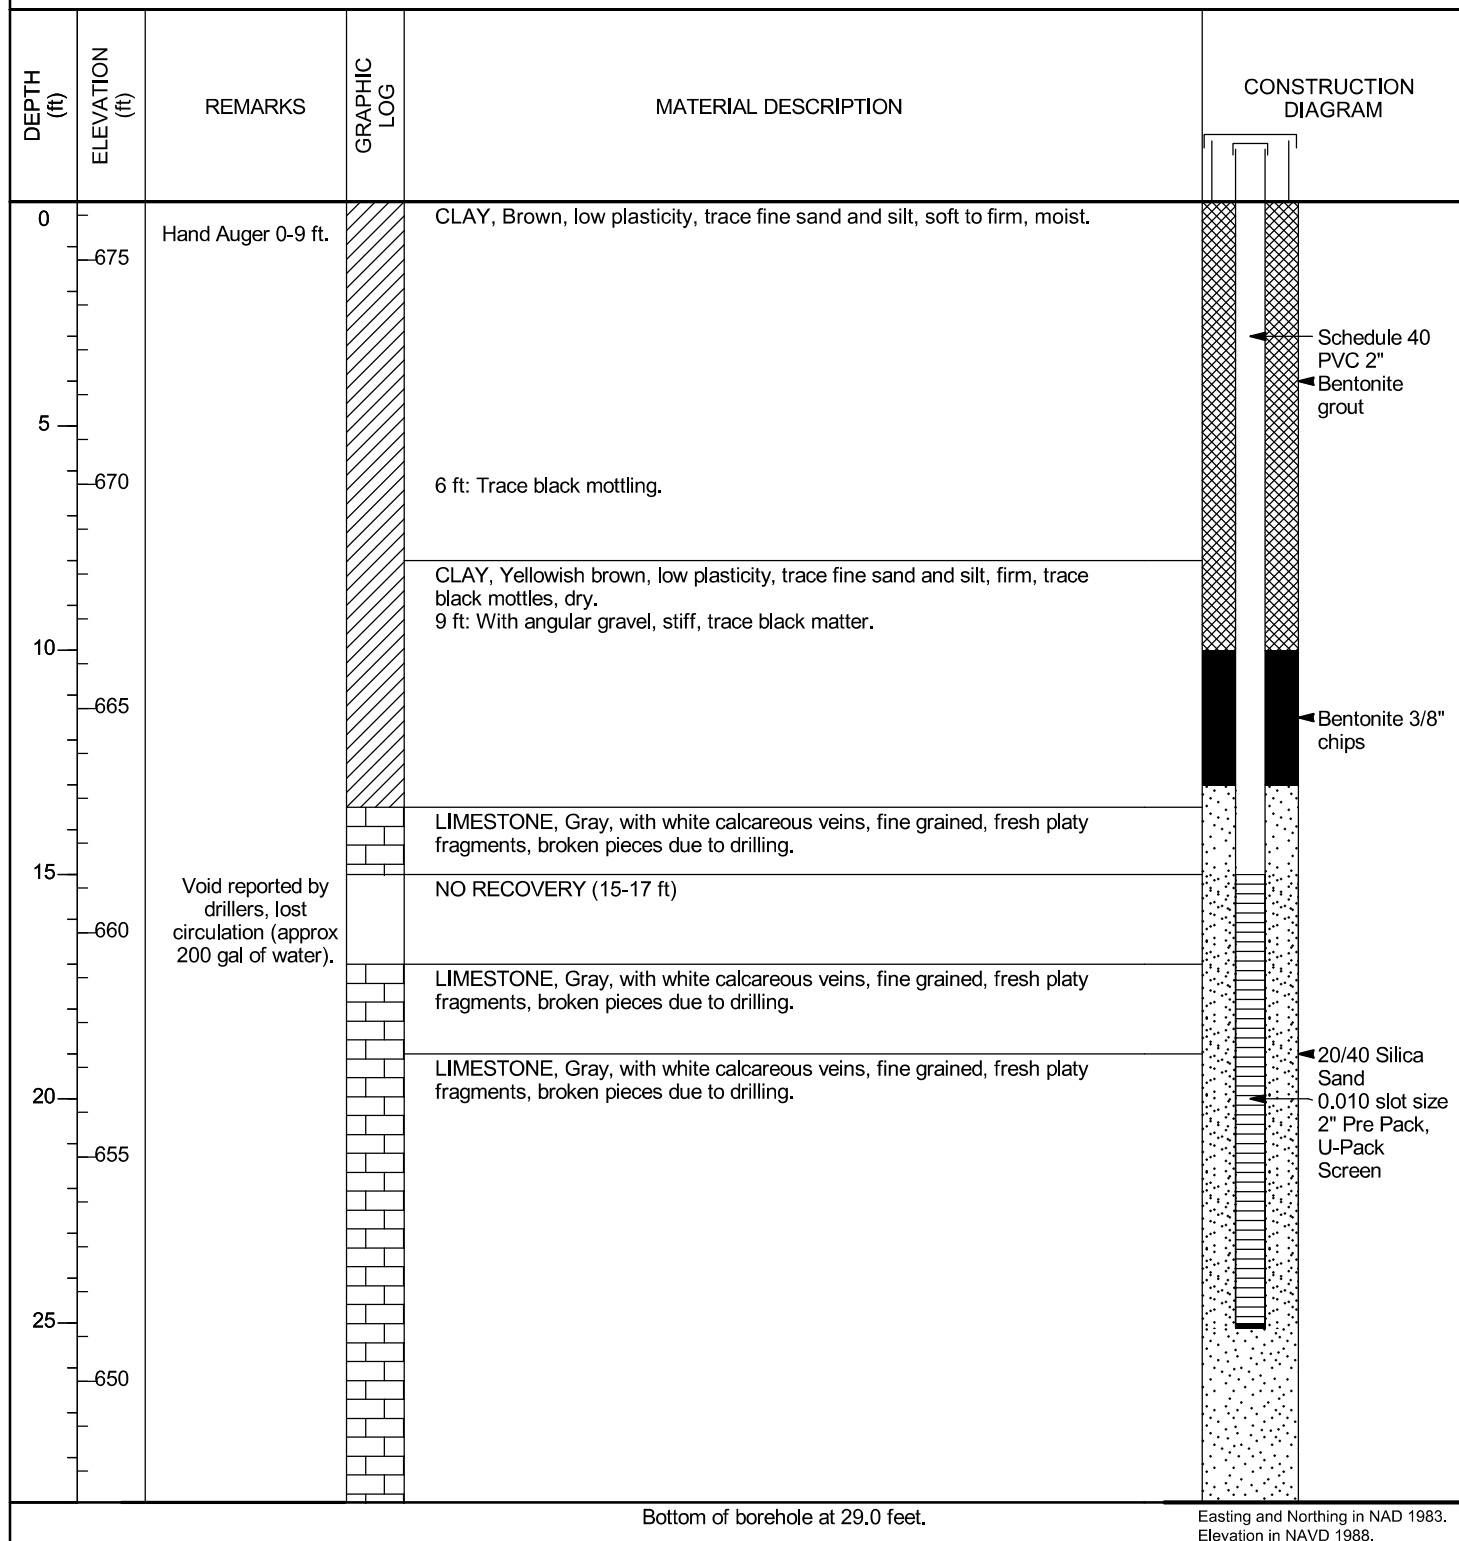 DEPTH
(ft)
ELEVATION
(ft)
REMARKS
GRAPHIC
LOG
MATERIAL DESCRIPTION
CONSTRUCTION
DIAGRAM
0
Hand Auger 0-9 ft.
CLAY, Brown, low plasticity, trace fine sand and silt, soft to firm, moist.
675
Schedule 40
PVC 2"
Bentonite
grout
5
670
6 ft: Trace black mottling.
CLAY, Yellowish brown, low plasticity, trace fine sand and silt, firm, trace
black mottles, dry.
9 ft: With angular gravel, stiff, trace black matter.
10
665
Bentonite 3/8"
chips
LIMESTONE, Gray, with white calcareous veins, fine grained, fresh platy
fragments, broken pieces due to drilling.
15
Void reported by
drillers, lost
circulation (approx
200 gal of water).
NO RECOVERY (15-17 ft)
660
LIMESTONE, Gray, with white calcareous veins, fine grained, fresh platy
fragments, broken pieces due to drilling.
LIMESTONE, Gray, with white calcareous veins, fine grained, fresh platy
fragments, broken pieces due to drilling.
20/40 Silica
Sand
0.010 slot size
2" Pre Pack,
U-Pack
Screen
20
655
25
650
Bottom of borehole at 29.0 feet.
Easting and Northing in NAD 1983.
Elevation in NAVD 1988.